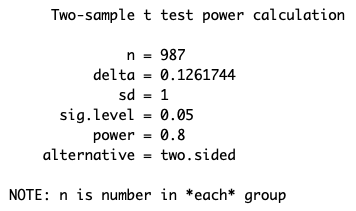 Two-sample t test power calculation
n = 987
delta = 0.1261744
sd = 1
sig.level = 0.05
power = 0.8
alternative = two.sided
NOTE: n is number in *each* group